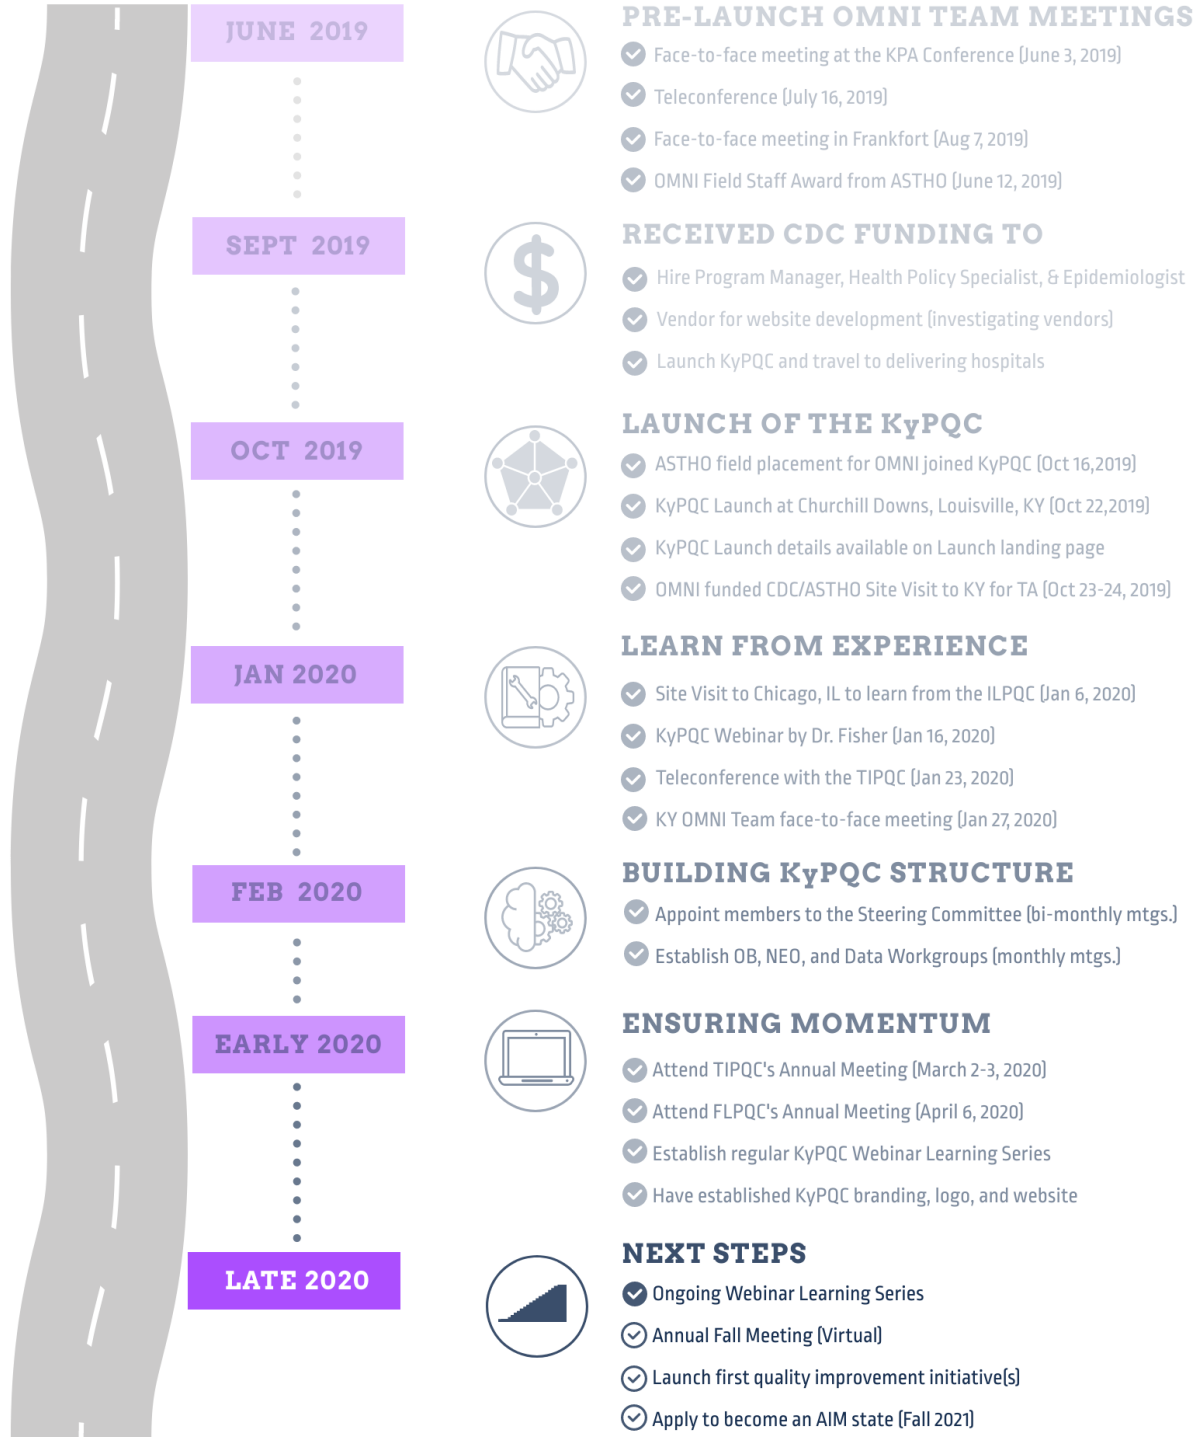 JUNE 2019
PRE-LAUNCH OMNI TEAM MEETINGS
Face-to-face meeting at the KPA Conference (June 3, 2019)
Teleconference (July 16, 2019)
Face-to-face meeting in Frankfort (Aug 7, 2019)
OMNI Field Staff Award from ASTHO (June 12, 2019)
SEPT 2019
RECEIVED CDC FUNDING TO
Hire Program Manager, Health Policy Specialist, & Epidemiologist
Vendor for website development (investigating vendors)
Launch KyPQC and travel to delivering hospitals
OCT 2019
LAUNCH OF THE KyPQC
ASTHO field placement for OMNI joined KyPQC (Oct 16,2019)
KyPQC Launch at Churchill Downs, Louisville, KY (Oct 22,2019)
KyPQC Launch details available on Launch landing page
OMNI funded CDC/ASTHO Site Visit to KY for TA (Oct 23-24, 2019)
JAN 2020
LEARN FROM EXPERIENCE
Site Visit to Chicago, IL to learn from the ILPQC (Jan 6, 2020)
KyPQC Webinar by Dr. Fisher (Jan 16, 2020)
Teleconference with the TIPQC (Jan 23, 2020)
KY OMNI Team face-to-face meeting (Jan 27, 2020)
FEB 2020
BUILDING KyPQC STRUCTURE
Appoint members to the Steering Committee (bi-monthly mtgs.)
Establish OB, NEO, and Data Workgroups (monthly mtgs.)
EARLY 2020
ENSURING MOMENTUM
Attend TIPQC's Annual Meeting (March 2-3, 2020)
Attend FLPQC's Annual Meeting (April 6, 2020)
Establish regular KyPQC Webinar Learning Series
Have established KyPQC branding, logo, and website
LATE 2020
NEXT STEPS
Ongoing Webinar Learning Series
Annual Fall Meeting (Virtual)
Launch first quality improvement initiative(s)
Apply to become an AIM state (Fall 2021)